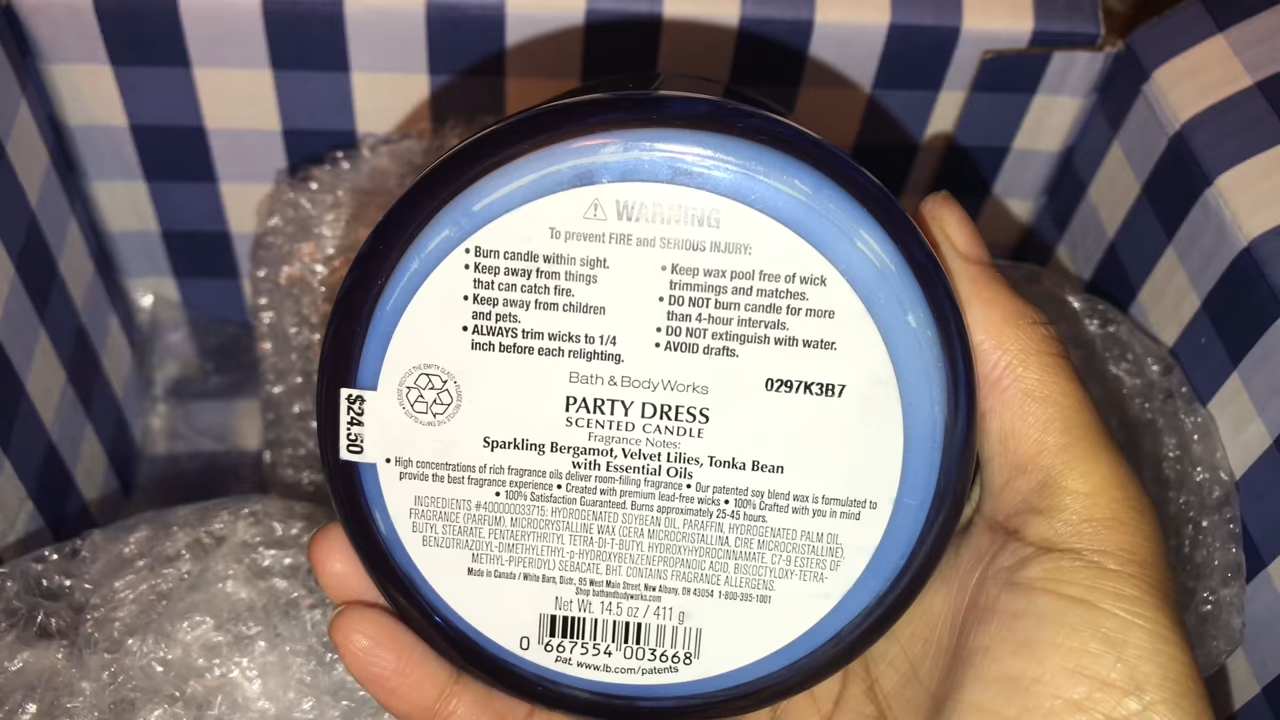 WARNING
To prevent FIRE and SERIOUS INJURY:
• Burn candle within sight.
• Keep away from things
that can catch fire.
• Keep away from children
and pets.
• ALWAYS trim wicks to 1/4
inch before each relighting.
• Keep wax pool free of wick
trimmings and matches.
• DO NOT burn candle for more
than 4-hour intervals.
• DO NOT extinguish with water.
• AVOID drafts.
PLEASE RECYCLE THE EMPTY GLASS • PLEASE RECYCLE THE EMPTY GLASS •
$24.50
Bath & Body Works
0297K3B7
PARTY DRESS
SCENTED CANDLE
Fragrance Notes:
Sparkling Bergamot, Velvet Lilies, Tonka Bean
with Essential Oils
• High concentrations of rich fragrance oils deliver room-filling fragrance • Our patented soy blend wax is formulated to
provide the best fragrance experience • Created with premium lead-free wicks • 100% Crafted with you in mind
• 100% Satisfaction Guaranteed. Burns approximately 25-45 hours.
INGREDIENTS #400000033715: HYDROGENATED SOYBEAN OIL, PARAFFIN, HYDROGENATED PALM OIL,
FRAGRANCE (PARFUM), MICROCRYSTALLINE WAX (CERA MICROCRISTALLINA, CIRE MICROCRISTALLINE),
BUTYL STEARATE, PENTAERYTHRITYL TETRA-DI-T-BUTYL HYDROXYHYDROCINNAMATE, C7-9 ESTERS OF
BENZOTRIAZOLYL-DIMETHYLETHYL-p-HYDROXYBENZENEPROPANOIC ACID, BIS(OCTYLOXY-TETRA-
METHYL-PIPERIDYL) SEBACATE, BHT. CONTAINS FRAGRANCE ALLERGENS.
Made in Canada / White Barn, Distr., 95 West Main Street, New Albany, OH 43054 1-800-395-1001
Shop bathandbodyworks.com
Net Wt. 14.5 oz / 411 g
0 667554 003668
pat. www.lb.com/patents